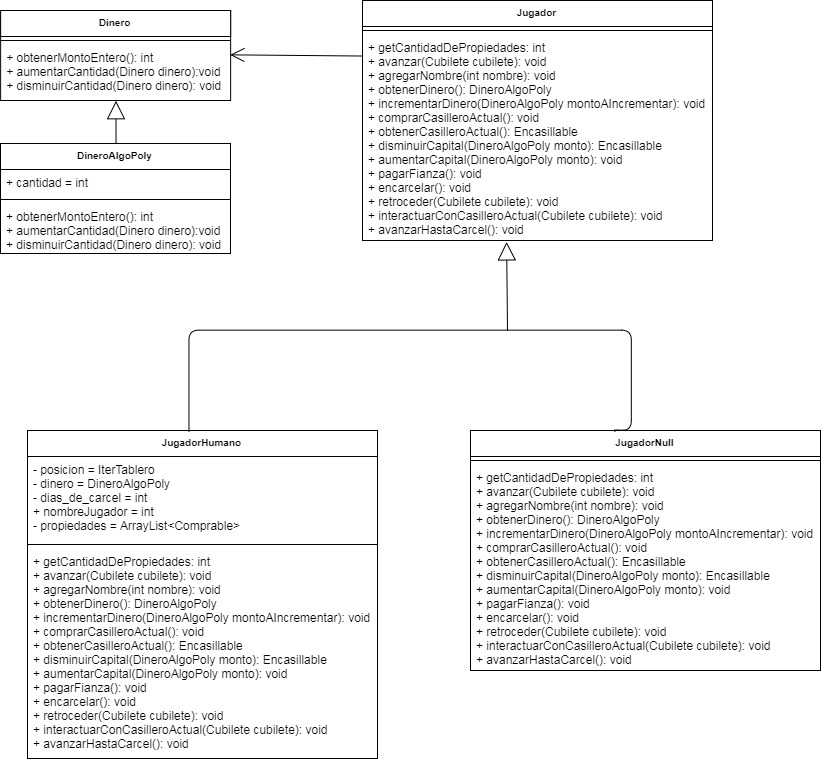 Dinero
+ obtenerMontoEntero(): int
+ aumentarCantidad(Dinero dinero):void
+ disminuirCantidad(Dinero dinero): void
DineroAlgoPoly
+ cantidad = int
+ obtenerMontoEntero(): int
+ aumentarCantidad(Dinero dinero):void
+ disminuirCantidad(Dinero dinero): void
Jugador
+ getCantidadDePropiedades: int
+ avanzar(Cubilete cubilete): void
+ agregarNombre(int nombre): void
+ obtenerDinero(): DineroAlgoPoly
+ incrementarDinero(DineroAlgoPoly montoAIncrementar): void
+ comprarCasilleroActual(): void
+ obtenerCasilleroActual(): Encasillable
+ disminuirCapital(DineroAlgoPoly monto): Encasillable
+ aumentarCapital(DineroAlgoPoly monto): void
+ pagarFianza(): void
+ encarcelar(): void
+ retroceder(Cubilete cubilete): void
+ interactuarConCasilleroActual(Cubilete cubilete): void
+ avanzarHastaCarcel(): void
JugadorHumano
- posicion = IterTablero
- dinero = DineroAlgoPoly
- dias_de_carcel = int
+ nombreJugador = int
- propiedades = ArrayList<Comprable>
+ getCantidadDePropiedades: int
+ avanzar(Cubilete cubilete): void
+ agregarNombre(int nombre): void
+ obtenerDinero(): DineroAlgoPoly
+ incrementarDinero(DineroAlgoPoly montoAIncrementar): void
+ comprarCasilleroActual(): void
+ obtenerCasilleroActual(): Encasillable
+ disminuirCapital(DineroAlgoPoly monto): Encasillable
+ aumentarCapital(DineroAlgoPoly monto): void
+ pagarFianza(): void
+ encarcelar(): void
+ retroceder(Cubilete cubilete): void
+ interactuarConCasilleroActual(Cubilete cubilete): void
+ avanzarHastaCarcel(): void
JugadorNull
+ getCantidadDePropiedades: int
+ avanzar(Cubilete cubilete): void
+ agregarNombre(int nombre): void
+ obtenerDinero(): DineroAlgoPoly
+ incrementarDinero(DineroAlgoPoly montoAIncrementar): void
+ comprarCasilleroActual(): void
+ obtenerCasilleroActual(): Encasillable
+ disminuirCapital(DineroAlgoPoly monto): Encasillable
+ aumentarCapital(DineroAlgoPoly monto): void
+ pagarFianza(): void
+ encarcelar(): void
+ retroceder(Cubilete cubilete): void
+ interactuarConCasilleroActual(Cubilete cubilete): void
+ avanzarHastaCarcel(): void